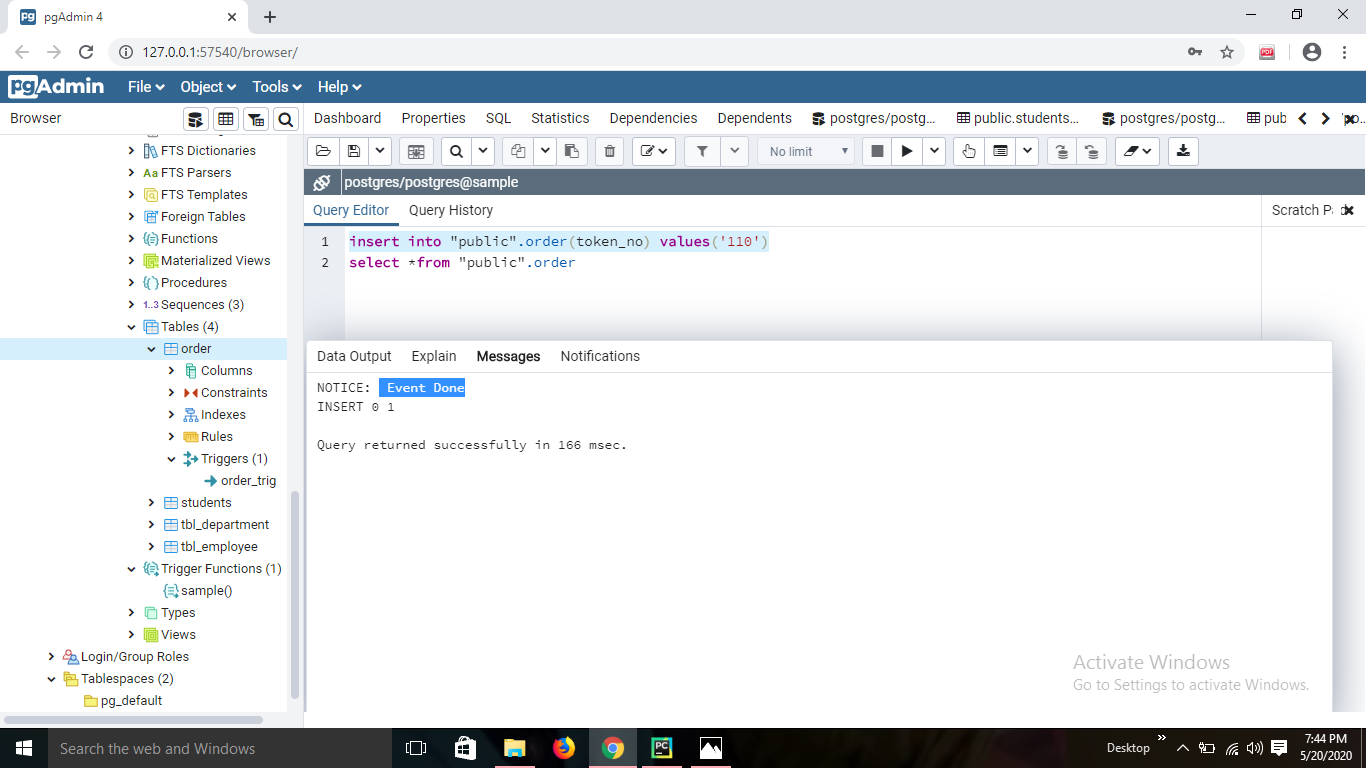 pgAdmin 4
127.0.0.1:57540/browser/
pgAdmin File Object Tools Help
Browser
Dashboard Properties SQL Statistics Dependencies Dependents postgres/postg... public.students... postgres/postg... pub
FTS Dictionaries
Aa FTS Parsers
FTS Templates
Foreign Tables
Functions
Materialized Views
Procedures
1..3 Sequences (3)
Tables (4)
order
Columns
Constraints
Indexes
Rules
Triggers (1)
order_trig
students
tbl_department
tbl_employee
Trigger Functions (1)
sample()
Types
Views
Login/Group Roles
Tablespaces (2)
pg_default
No limit
postgres/postgres@sample
Query Editor Query History
Scratch P
1 insert into "public".order(token_no) values('110')
2 select *from "public".order
Data Output Explain Messages Notifications
NOTICE:  Event Done
INSERT 0 1
Query returned successfully in 166 msec.
Activate Windows
Go to Settings to activate Windows.
Search the web and Windows
PC
Desktop
7:44 PM
5/20/2020